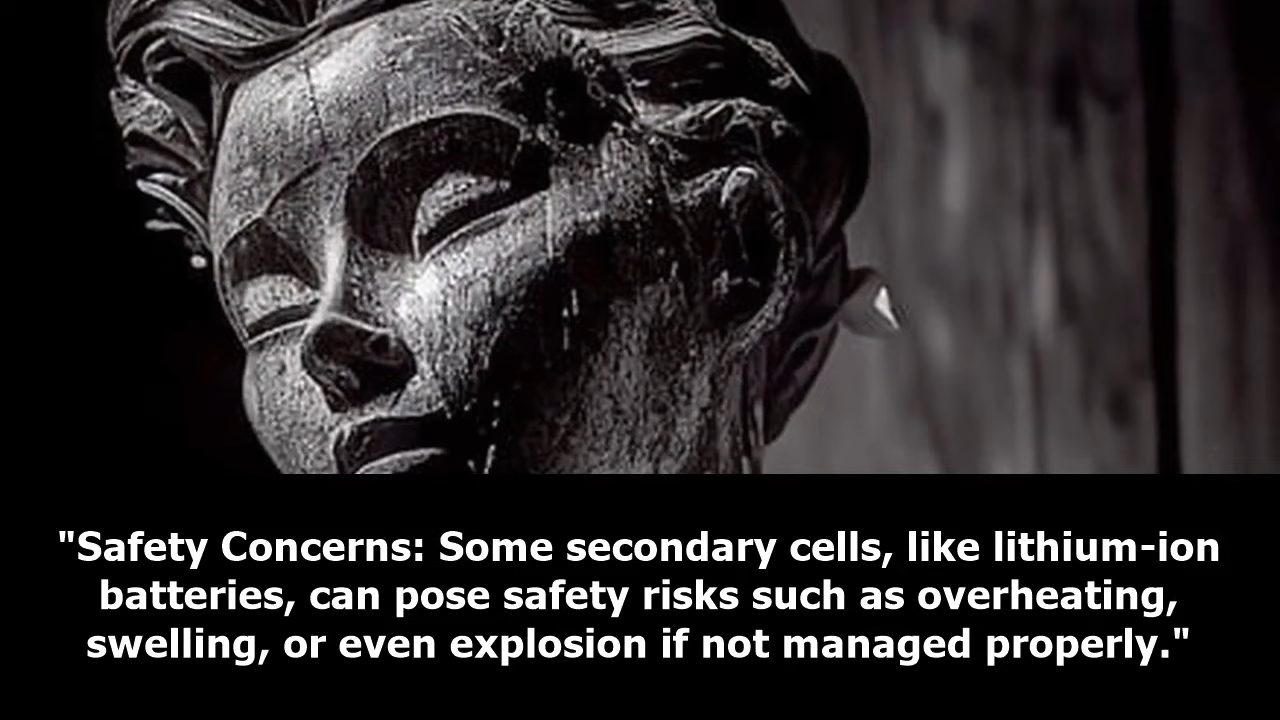 "Safety Concerns: Some secondary cells, like lithium-ion
batteries, can pose safety risks such as overheating,
swelling, or even explosion if not managed properly."